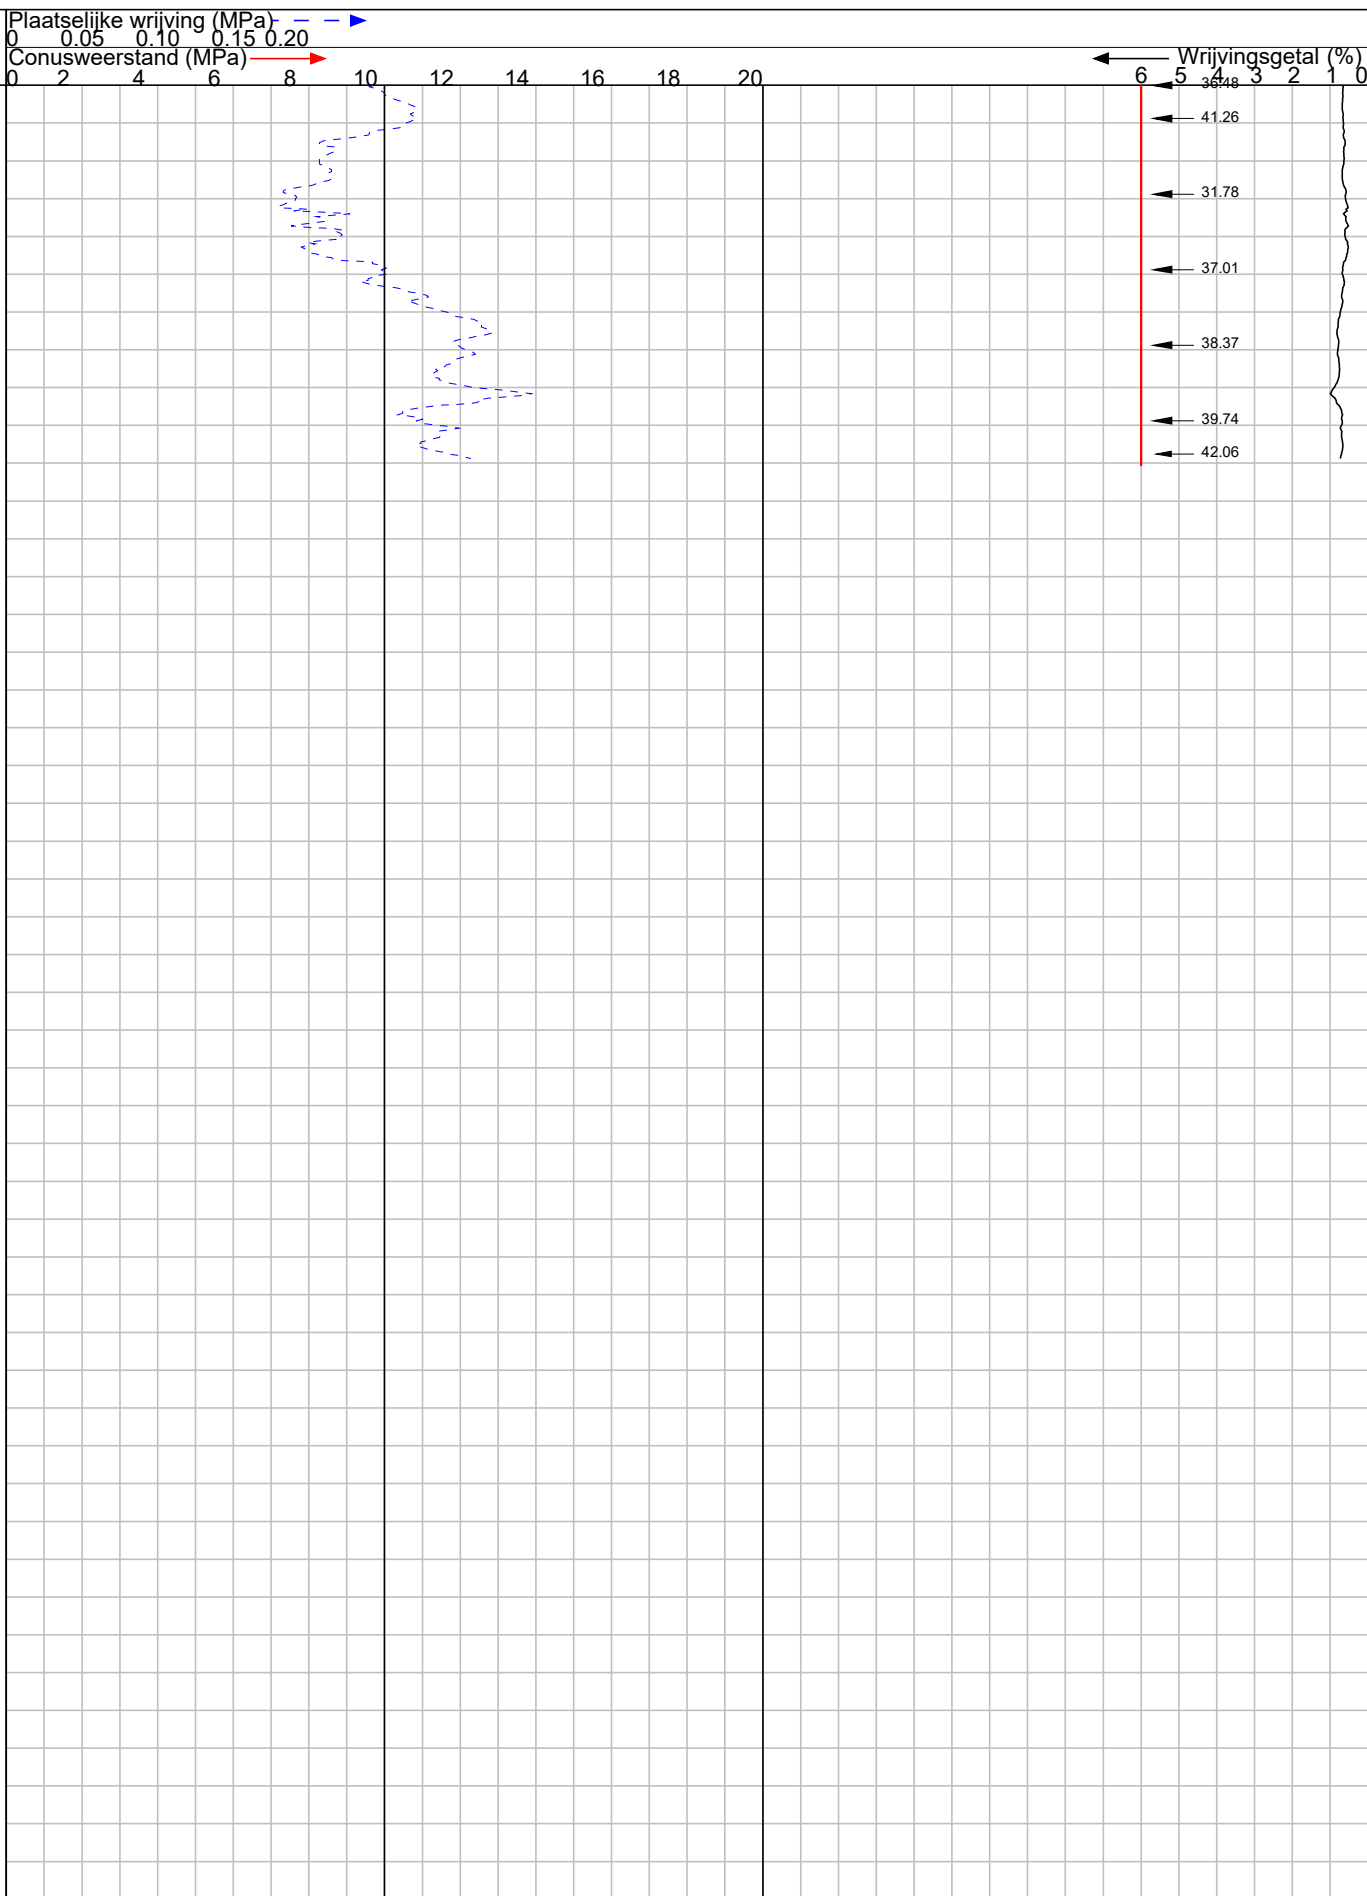 Plaatselijke wrijving (MPa)
0 0.05 0.10 0.15 0.20
Conusweerstand (MPa) Wrijvingsgetal (%)
0 2 4 6 8 10 12 14 16 18 20 6 5 4 3 2 1 0
36.48
41.26
31.78
37.01
38.37
39.74
42.06